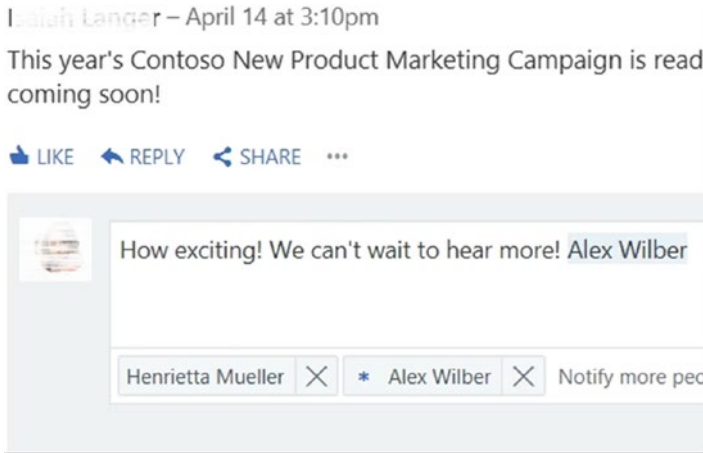 – April 14 at 3:10pm
This year's Contoso New Product Marketing Campaign is read
coming soon!
LIKE REPLY SHARE ···
How exciting! We can't wait to hear more! Alex Wilber
Henrietta Mueller * Alex Wilber Notify more peo